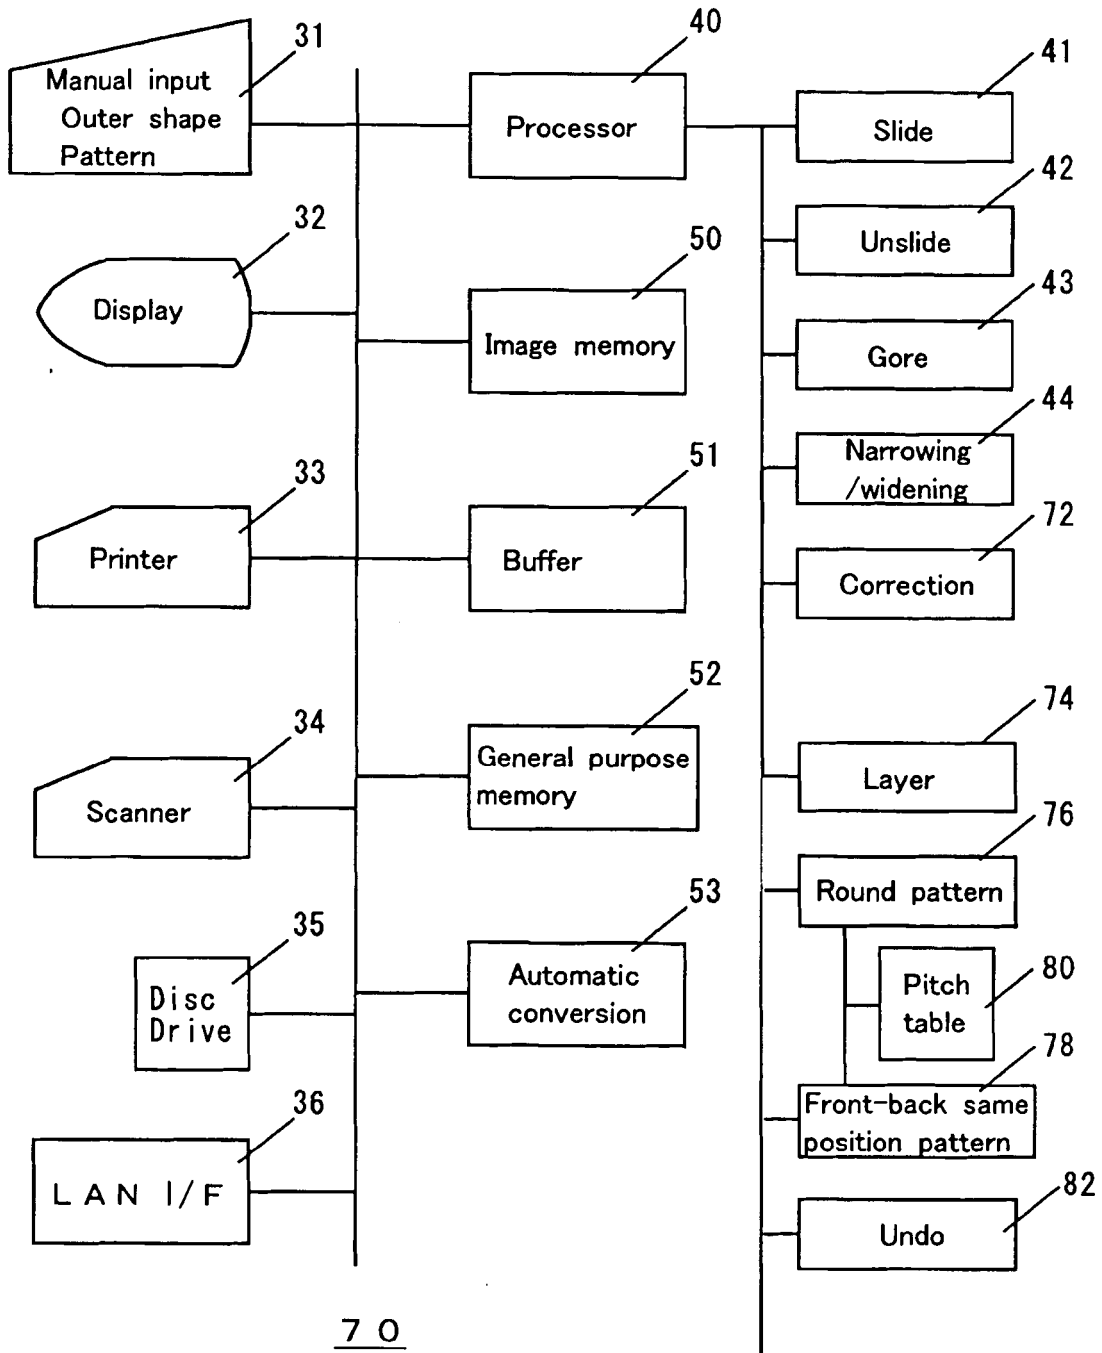 31
Manual input
Outer shape
Pattern
40
Processor
41
Slide
42
Unslide
32
Display
50
Image memory
43
Gore
44
Narrowing
/widening
33
Printer
51
Buffer
72
Correction
34
Scanner
52
General purpose
memory
74
Layer
76
Round pattern
35
Disc
Drive
53
Automatic
conversion
80
Pitch
table
78
Front-back same
position pattern
36
LAN I/F
82
Undo
70